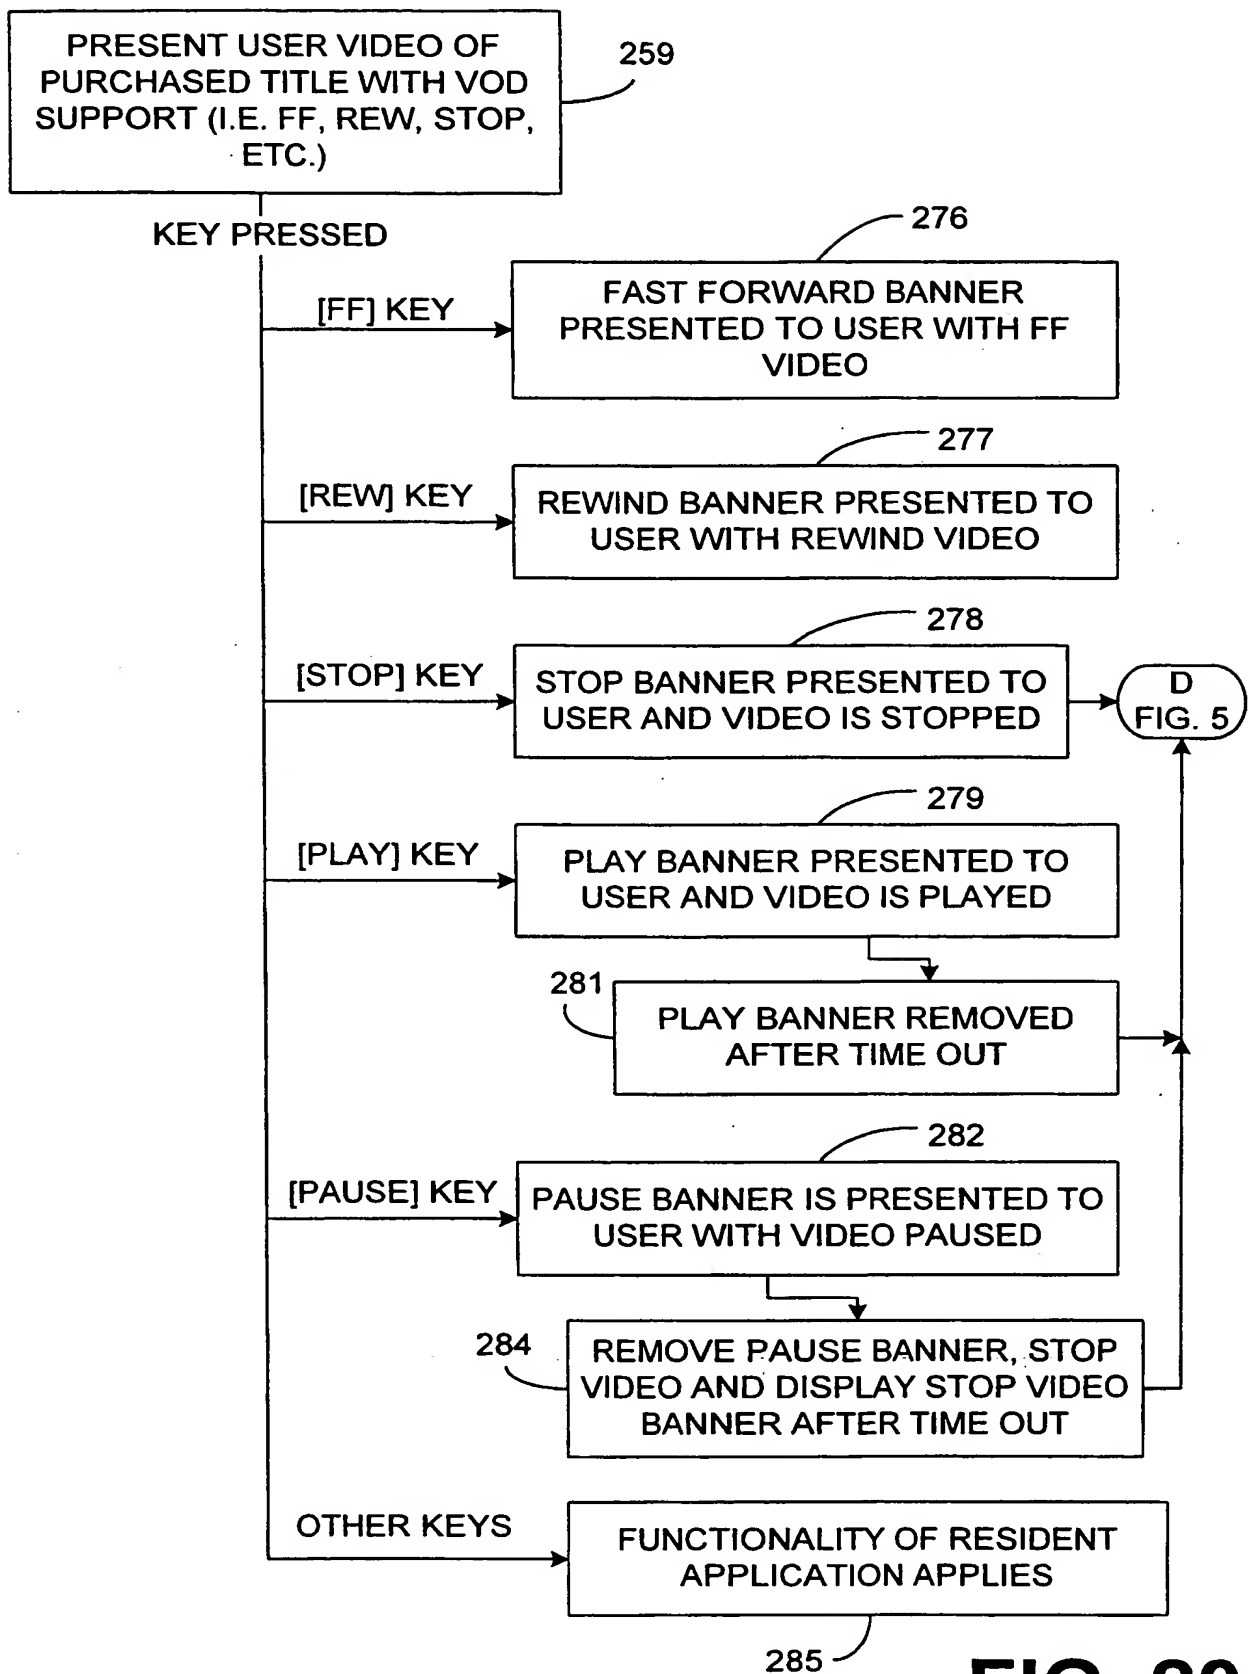 PRESENT USER VIDEO OF
PURCHASED TITLE WITH VOD
SUPPORT (I.E. FF, REW, STOP,
ETC.)
259
KEY PRESSED
276
[FF] KEY
FAST FORWARD BANNER
PRESENTED TO USER WITH FF
VIDEO
277
[REW] KEY
REWIND BANNER PRESENTED TO
USER WITH REWIND VIDEO
278
[STOP] KEY
STOP BANNER PRESENTED TO
USER AND VIDEO IS STOPPED
D
FIG. 5
279
[PLAY] KEY
PLAY BANNER PRESENTED TO
USER AND VIDEO IS PLAYED
281
PLAY BANNER REMOVED
AFTER TIME OUT
282
[PAUSE] KEY
PAUSE BANNER IS PRESENTED TO
USER WITH VIDEO PAUSED
284
REMOVE PAUSE BANNER, STOP
VIDEO AND DISPLAY STOP VIDEO
BANNER AFTER TIME OUT
OTHER KEYS
FUNCTIONALITY OF RESIDENT
APPLICATION APPLIES
285